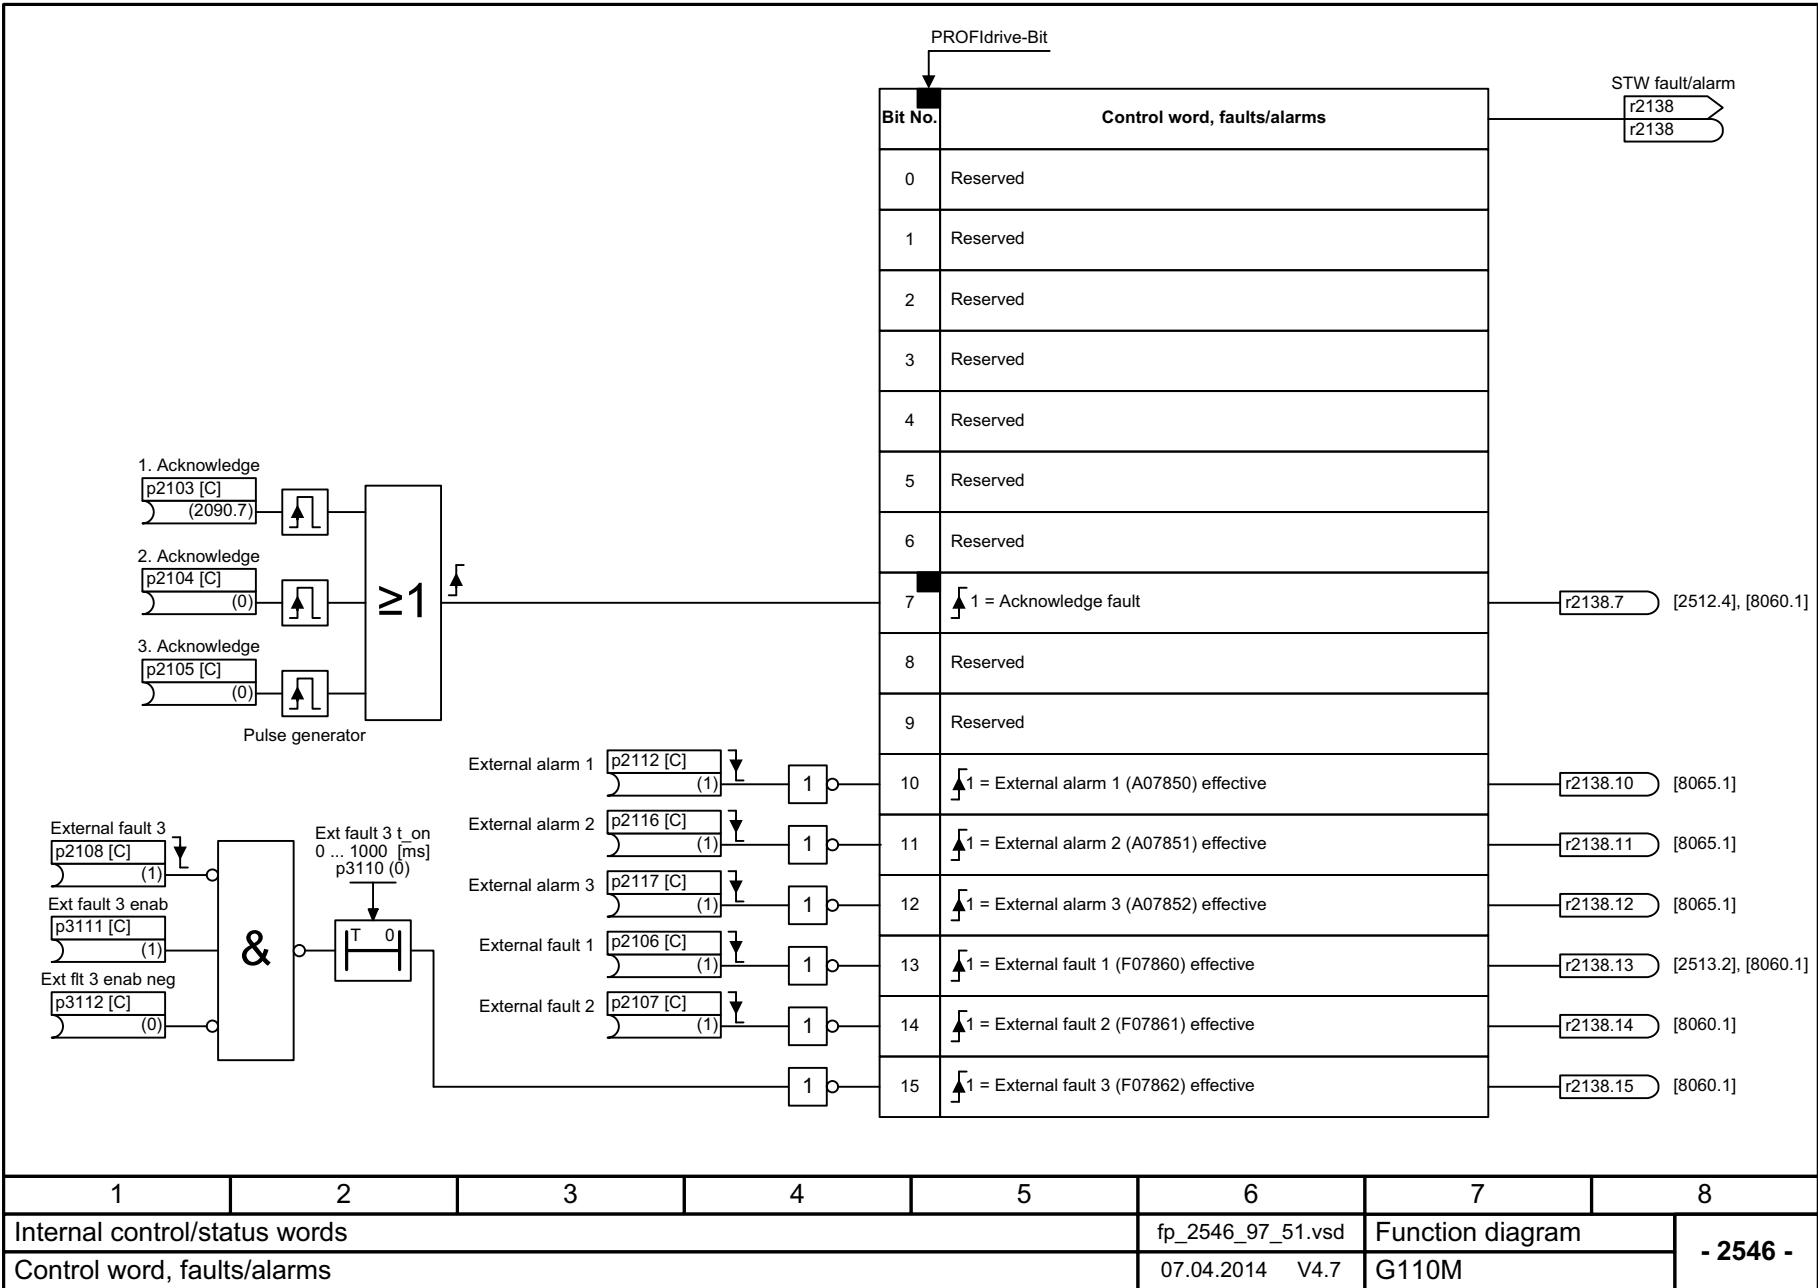 PROFIdrive-Bit
STW fault/alarm
r2138
r2138
Bit No. Control word, faults/alarms
0 Reserved
1 Reserved
2 Reserved
3 Reserved
4 Reserved
5 Reserved
6 Reserved
7 1 = Acknowledge fault r2138.7 [2512.4], [8060.1]
8 Reserved
9 Reserved
10 1 = External alarm 1 (A07850) effective r2138.10 [8065.1]
11 1 = External alarm 2 (A07851) effective r2138.11 [8065.1]
12 1 = External alarm 3 (A07852) effective r2138.12 [8065.1]
13 1 = External fault 1 (F07860) effective r2138.13 [2513.2], [8060.1]
14 1 = External fault 2 (F07861) effective r2138.14 [8060.1]
15 1 = External fault 3 (F07862) effective r2138.15 [8060.1]
1. Acknowledge
p2103 [C]
(2090.7)
2. Acknowledge
p2104 [C]
(0)
3. Acknowledge
p2105 [C]
(0)
≥1
Pulse generator
External alarm 1 p2112 [C]
(1) 1
External alarm 2 p2116 [C]
(1) 1
External alarm 3 p2117 [C]
(1) 1
External fault 1 p2106 [C]
(1) 1
External fault 2 p2107 [C]
(1) 1
1
External fault 3
p2108 [C]
(1)
Ext fault 3 enab
p3111 [C]
(1)
Ext flt 3 enab neg
p3112 [C]
(0)
&
Ext fault 3 t_on
0 ... 1000 [ms]
p3110 (0)
T 0
1 2 3 4 5 6 7 8
Internal control/status words fp_2546_97_51.vsd Function diagram
Control word, faults/alarms 07.04.2014 V4.7 G110M
- 2546 -